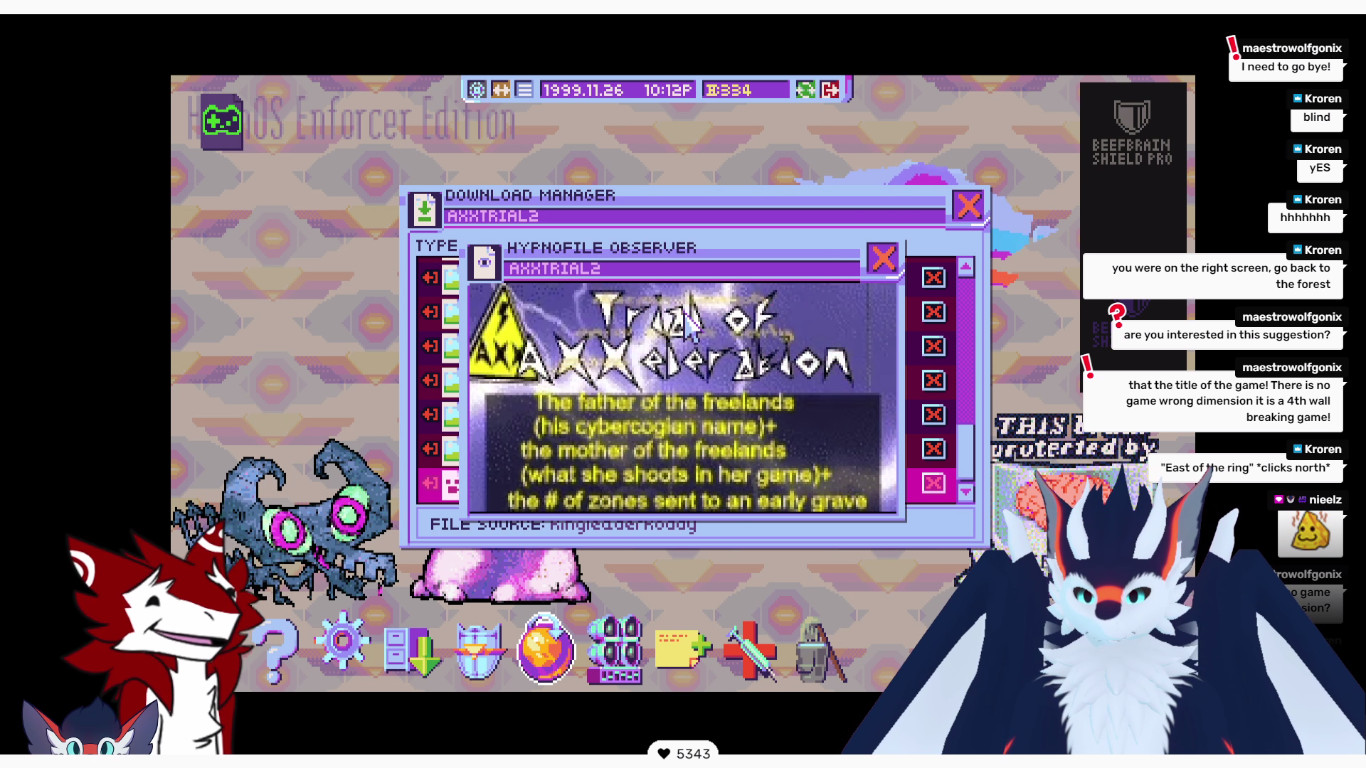 1999.11.26 10:12P 334
OS Enforcer Edition
BEEFBRAIN
SHIELD PRO
DOWNLOAD MANAGER
AXXTRIAL2
TYPE
HYPNOFILE OBSERVER
AXXTRIAL2
AXX
Trial of
AXXeleration
The father of the freelands
(his cybercogian name)+
the mother of the freelands
(what she shoots in her game)+
the # of zones sent to an early grave
FILE SOURCE: RingleaderRoddy
THIS
protected by
maestrowolfgonix
I need to go bye!
Kroren
blind
Kroren
yES
Kroren
hhhhhhh
Kroren
you were on the right screen, go back to
the forest
maestrowolfgonix
are you interested in this suggestion?
maestrowolfgonix
that the title of the game! There is no
game wrong dimension it is a 4th wall
breaking game!
Kroren
"East of the ring" *clicks north*
nieelz
rowolfgonix
o game
sion?
5343